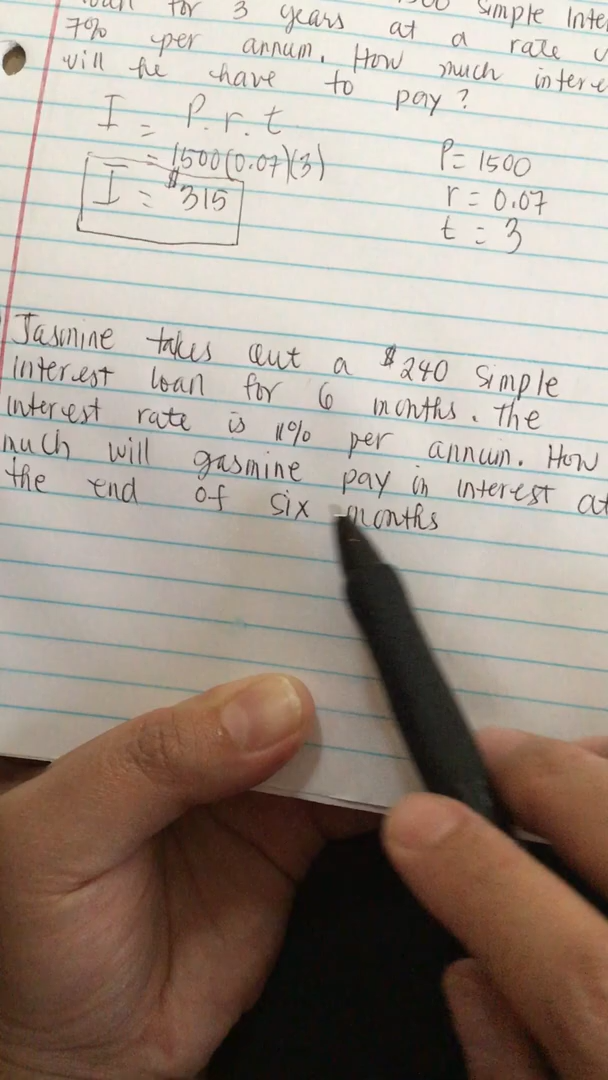 for 3 years at a rate
simple
7% per annum. How much
will he have to pay?
I = P.r.t
= 1500(0.07)(3)
I = $315
P = 1500
r = 0.07
t = 3
Jasmine takes out a $240 simple
interest loan for 6 months. The
interest rate is 11% per annum. How
much will gasmine pay in interest at
the end of six months